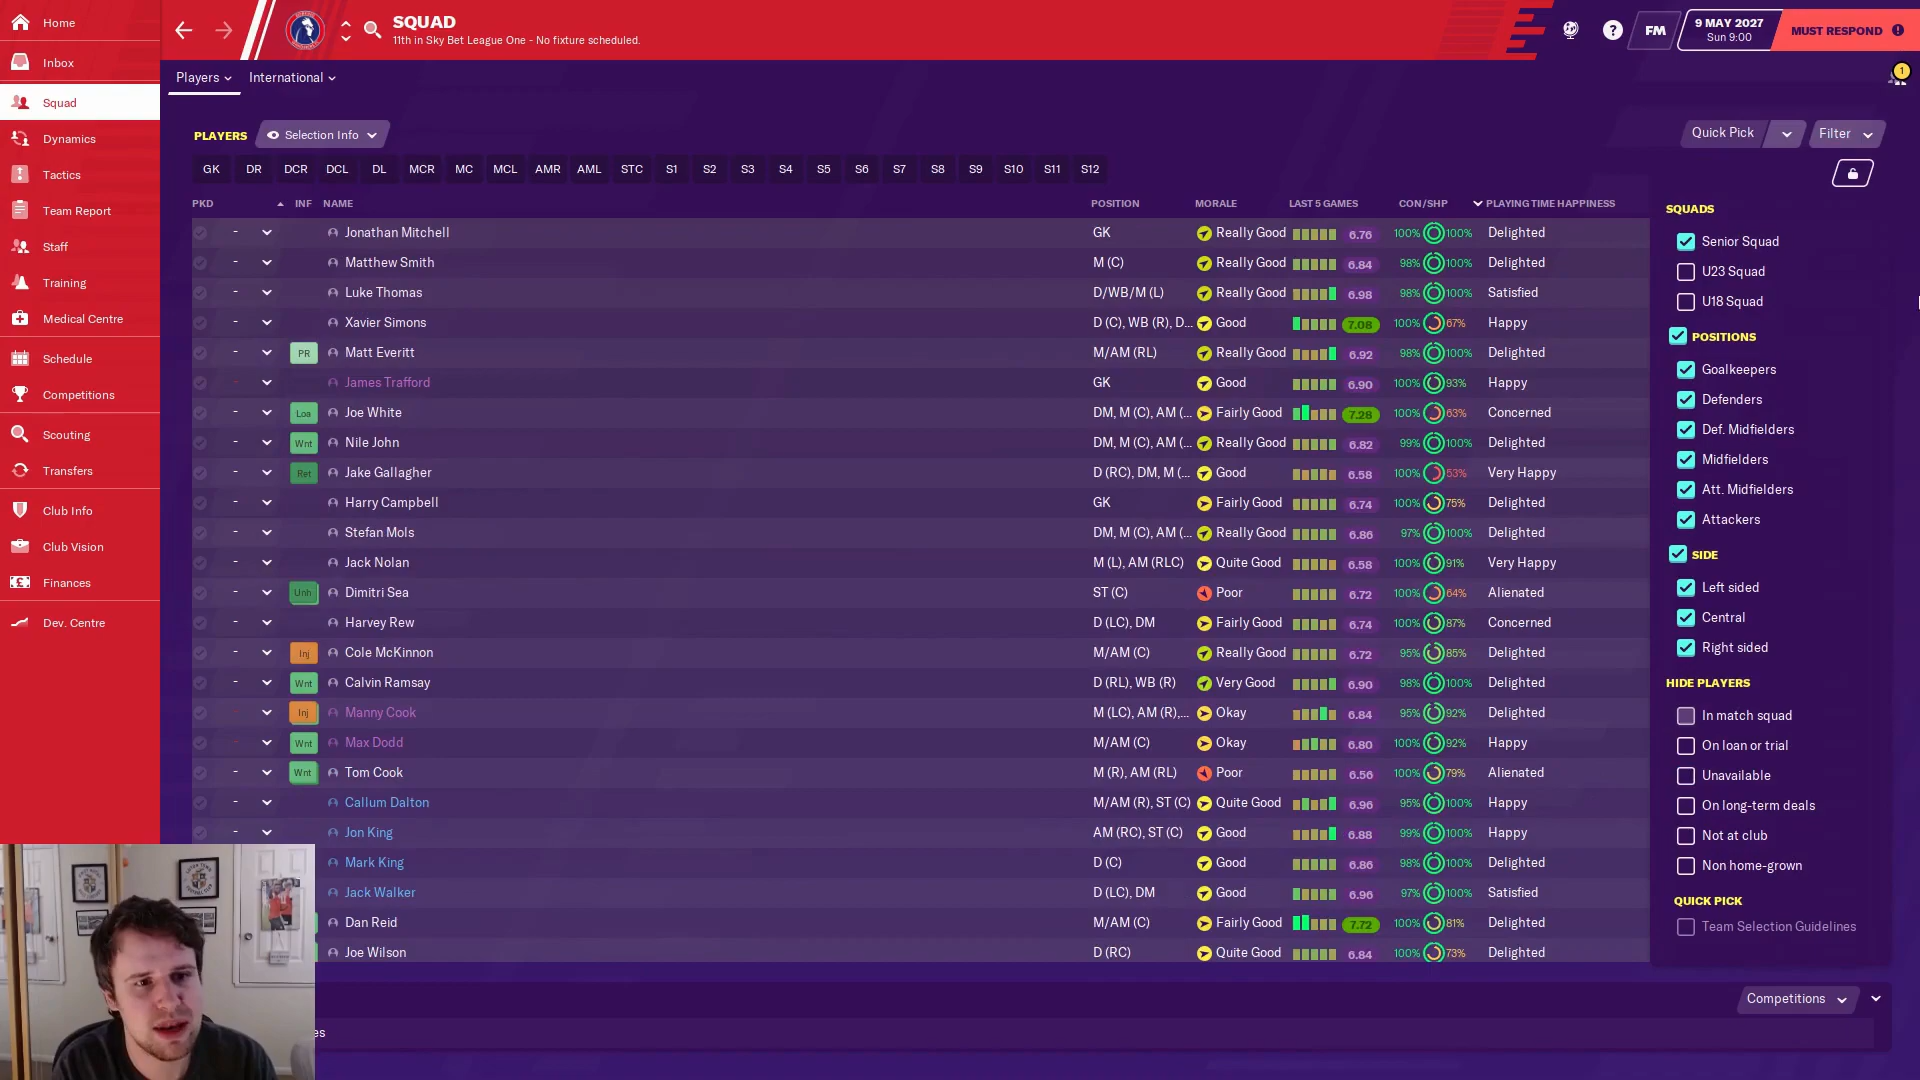 Home
Inbox
Squad
Dynamics
Tactics
Team Report
Staff
Training
Medical Centre
Schedule
Competitions
Scouting
Transfers
Club Info
Club Vision
Finances
Dev. Centre
SQUAD
11th in Sky Bet League One - No fixture scheduled.
FM
9 MAY 2027
Sun 9:00
MUST RESPOND
1
Players International
PLAYERS Selection Info
Quick Pick Filter
GK DR DCR DCL DL MCR MC MCL AMR AML STC S1 S2 S3 S4 S5 S6 S7 S8 S9 S10 S11 S12
PKD INF NAME POSITION MORALE LAST 5 GAMES CON/SHP PLAYING TIME HAPPINESS
- Jonathan Mitchell GK Really Good 6.76 100% 100% Delighted
- Matthew Smith M (C) Really Good 6.84 98% 100% Delighted
- Luke Thomas D/WB/M (L) Really Good 6.98 98% 100% Satisfied
- Xavier Simons D (C), WB (R), D... Good 7.08 100% 67% Happy
- PR Matt Everitt M/AM (RL) Really Good 6.92 98% 100% Delighted
- James Trafford GK Good 6.90 100% 93% Happy
- Loa Joe White DM, M (C), AM (... Fairly Good 7.28 100% 63% Concerned
- Wnt Nile John DM, M (C), AM (... Really Good 6.82 99% 100% Delighted
- Ret Jake Gallagher D (RC), DM, M (... Good 6.58 100% 53% Very Happy
- Harry Campbell GK Fairly Good 6.74 100% 75% Delighted
- Stefan Mols DM, M (C), AM (... Really Good 6.86 97% 100% Delighted
- Jack Nolan M (L), AM (RLC) Quite Good 6.58 100% 91% Very Happy
- Unh Dimitri Sea ST (C) Poor 6.72 100% 64% Alienated
- Harvey Rew D (LC), DM Fairly Good 6.74 100% 87% Concerned
- Inj Cole McKinnon M/AM (C) Really Good 6.72 95% 85% Delighted
- Wnt Calvin Ramsay D (RL), WB (R) Very Good 6.90 98% 100% Delighted
- Inj Manny Cook M (LC), AM (R),... Okay 6.84 95% 92% Delighted
- Wnt Max Dodd M/AM (C) Okay 6.80 100% 92% Happy
- Wnt Tom Cook M (R), AM (RL) Poor 6.56 100% 79% Alienated
- Callum Dalton M/AM (R), ST (C) Quite Good 6.96 95% 100% Happy
- Jon King AM (RC), ST (C) Good 6.88 99% 100% Happy
Mark King D (C) Good 6.86 98% 100% Delighted
Jack Walker D (LC), DM Good 6.96 97% 100% Satisfied
Dan Reid M/AM (C) Fairly Good 7.72 100% 81% Delighted
Joe Wilson D (RC) Quite Good 6.84 100% 73% Delighted
SQUADS
Senior Squad
U23 Squad
U18 Squad
POSITIONS
Goalkeepers
Defenders
Def. Midfielders
Midfielders
Att. Midfielders
Attackers
SIDE
Left sided
Central
Right sided
HIDE PLAYERS
In match squad
On loan or trial
Unavailable
On long-term deals
Not at club
Non home-grown
QUICK PICK
Team Selection Guidelines
Competitions
es